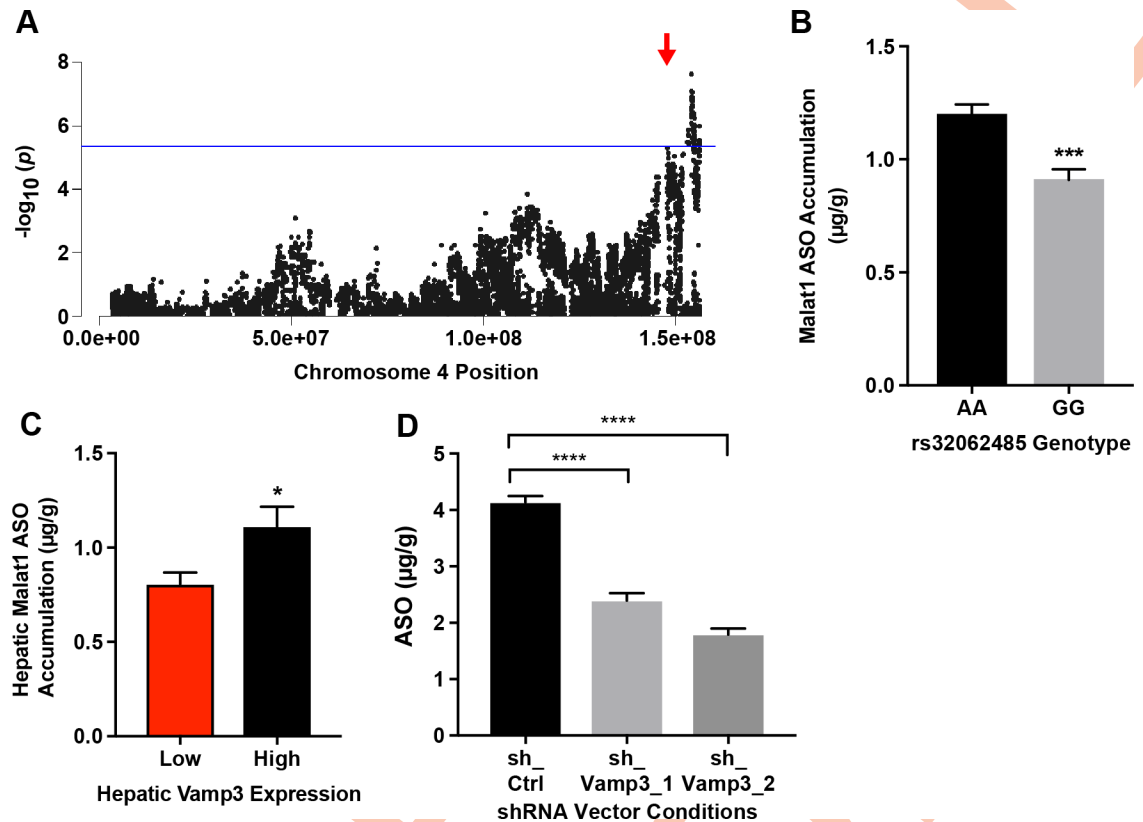 A
8
6
4
2
0
-log10 (p)
0.0e+00 5.0e+07 1.0e+08 1.5e+08
Chromosome 4 Position
B
1.5
1.0
0.5
0.0
Malat1 ASO Accumulation
(µg/g)
***
AA GG
rs32062485 Genotype
C
1.5
1.0
0.5
0.0
Hepatic Malat1 ASO
Accumulation (µg/g)
*
Low High
Hepatic Vamp3 Expression
D
5
4
3
2
1
0
ASO (µg/g)
****
****
sh_ sh_ sh_
Ctrl Vamp3_1 Vamp3_2
shRNA Vector Conditions